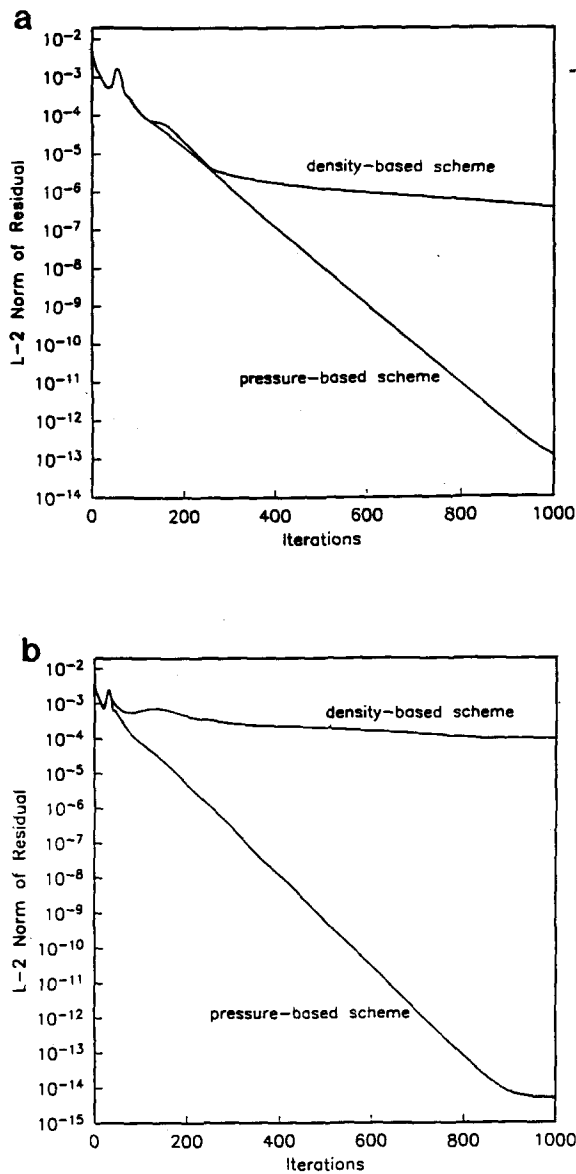 a
10⁻²
10⁻³
10⁻⁴
10⁻⁵
10⁻⁶
10⁻⁷
10⁻⁸
10⁻⁹
10⁻¹⁰
10⁻¹¹
10⁻¹²
10⁻¹³
10⁻¹⁴
L-2 Norm of Residual
density-based scheme
pressure-based scheme
0 200 400 600 800 1000
Iterations
b
10⁻²
10⁻³
10⁻⁴
10⁻⁵
10⁻⁶
10⁻⁷
10⁻⁸
10⁻⁹
10⁻¹⁰
10⁻¹¹
10⁻¹²
10⁻¹³
10⁻¹⁴
10⁻¹⁵
L-2 Norm of Residual
density-based scheme
pressure-based scheme
0 200 400 600 800 1000
Iterations